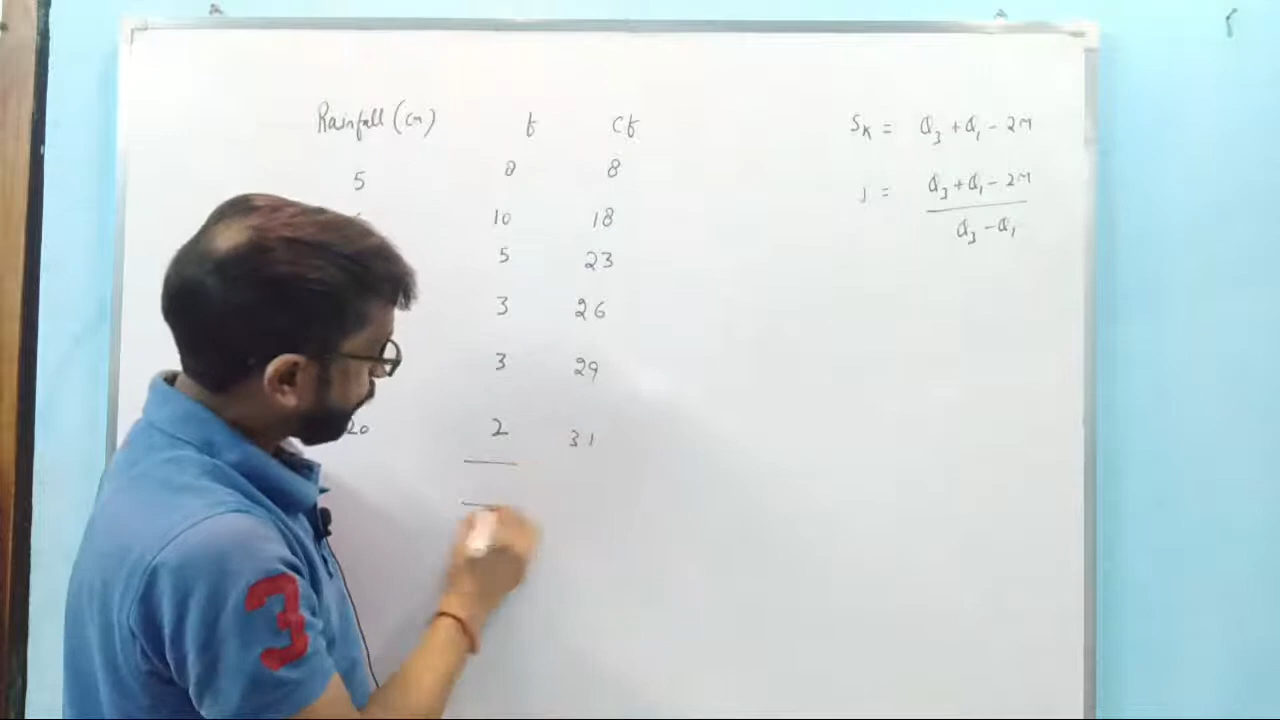 Rainfall (cm) f Cf
5 8 8
10 18
5 23
3 26
3 29
20 2 31
Sk = Q3 + Q1 - 2M
J = Q3 + Q1 - 2M
Q3 - Q1
3